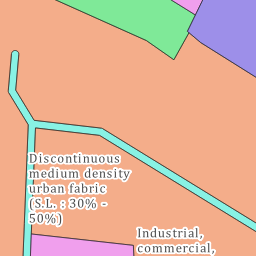 Discontinuous
medium density
urban fabric
(S.L. : 30% -
50%)
Industrial,
commercial,